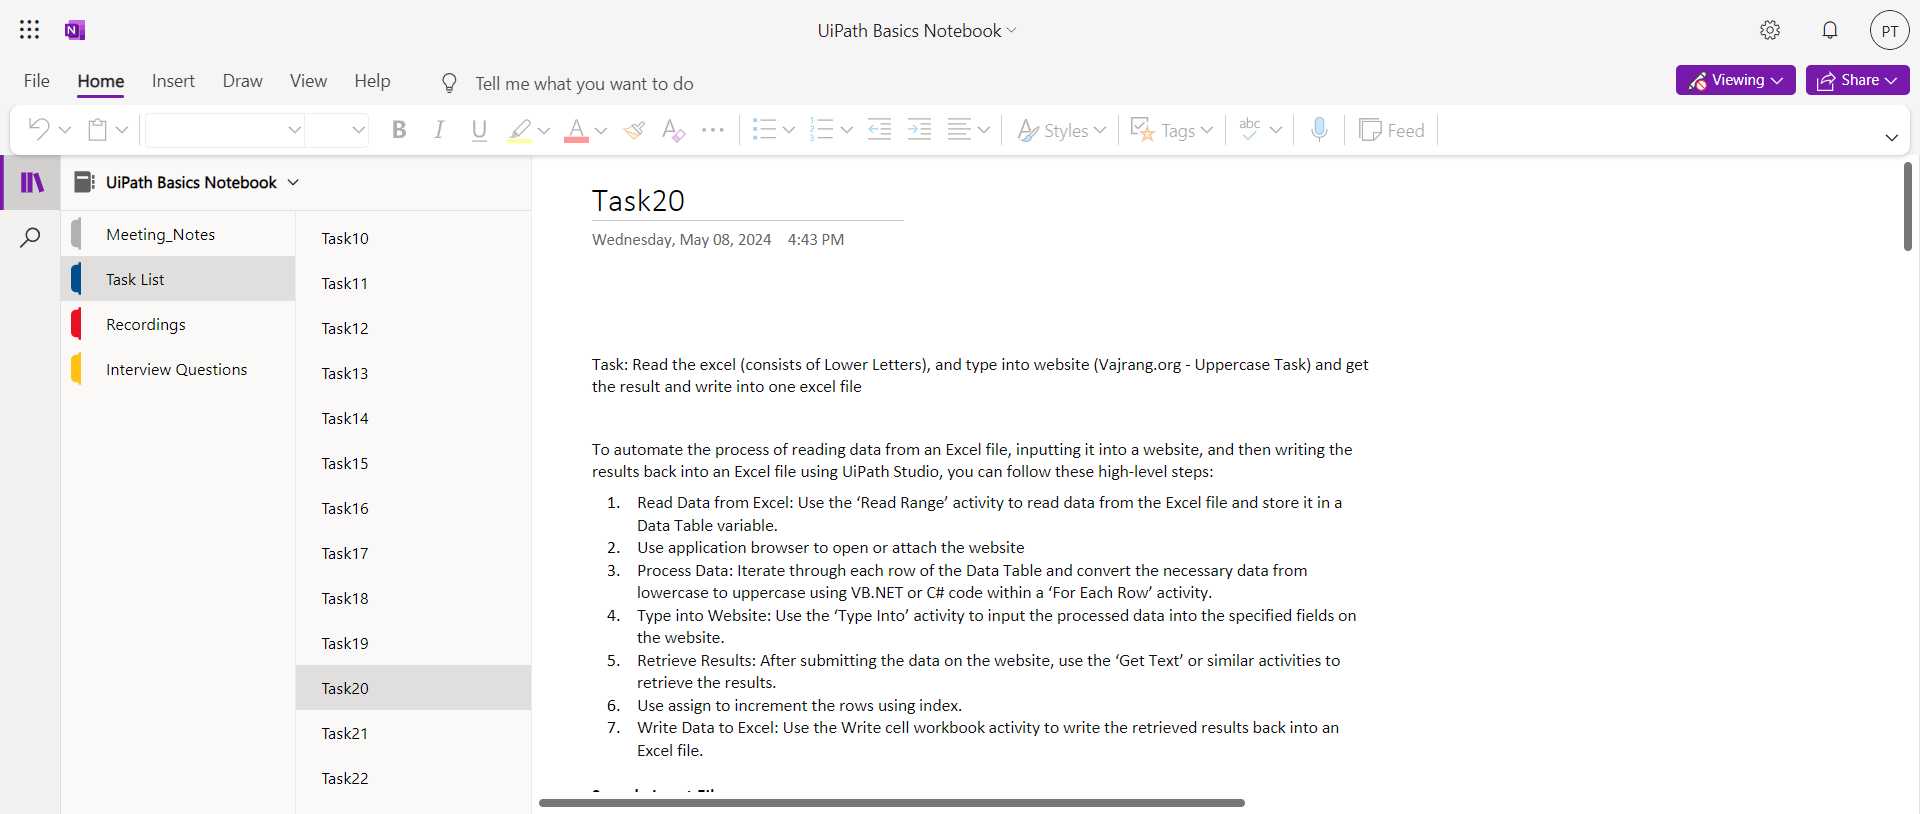 UiPath Basics Notebook
PT
File Home Insert Draw View Help Tell me what you want to do
Viewing Share
B I U A A Styles Tags abc Feed
UiPath Basics Notebook
Meeting_Notes
Task List
Recordings
Interview Questions
Task10
Task11
Task12
Task13
Task14
Task15
Task16
Task17
Task18
Task19
Task20
Task21
Task22
Task20
Wednesday, May 08, 2024 4:43 PM
Task: Read the excel (consists of Lower Letters), and type into website (Vajrang.org - Uppercase Task) and get
the result and write into one excel file
To automate the process of reading data from an Excel file, inputting it into a website, and then writing the
results back into an Excel file using UiPath Studio, you can follow these high-level steps:
1. Read Data from Excel: Use the ‘Read Range’ activity to read data from the Excel file and store it in a
Data Table variable.
2. Use application browser to open or attach the website
3. Process Data: Iterate through each row of the Data Table and convert the necessary data from
lowercase to uppercase using VB.NET or C# code within a ‘For Each Row’ activity.
4. Type into Website: Use the ‘Type Into’ activity to input the processed data into the specified fields on
the website.
5. Retrieve Results: After submitting the data on the website, use the ‘Get Text’ or similar activities to
retrieve the results.
6. Use assign to increment the rows using index.
7. Write Data to Excel: Use the Write cell workbook activity to write the retrieved results back into an
Excel file.